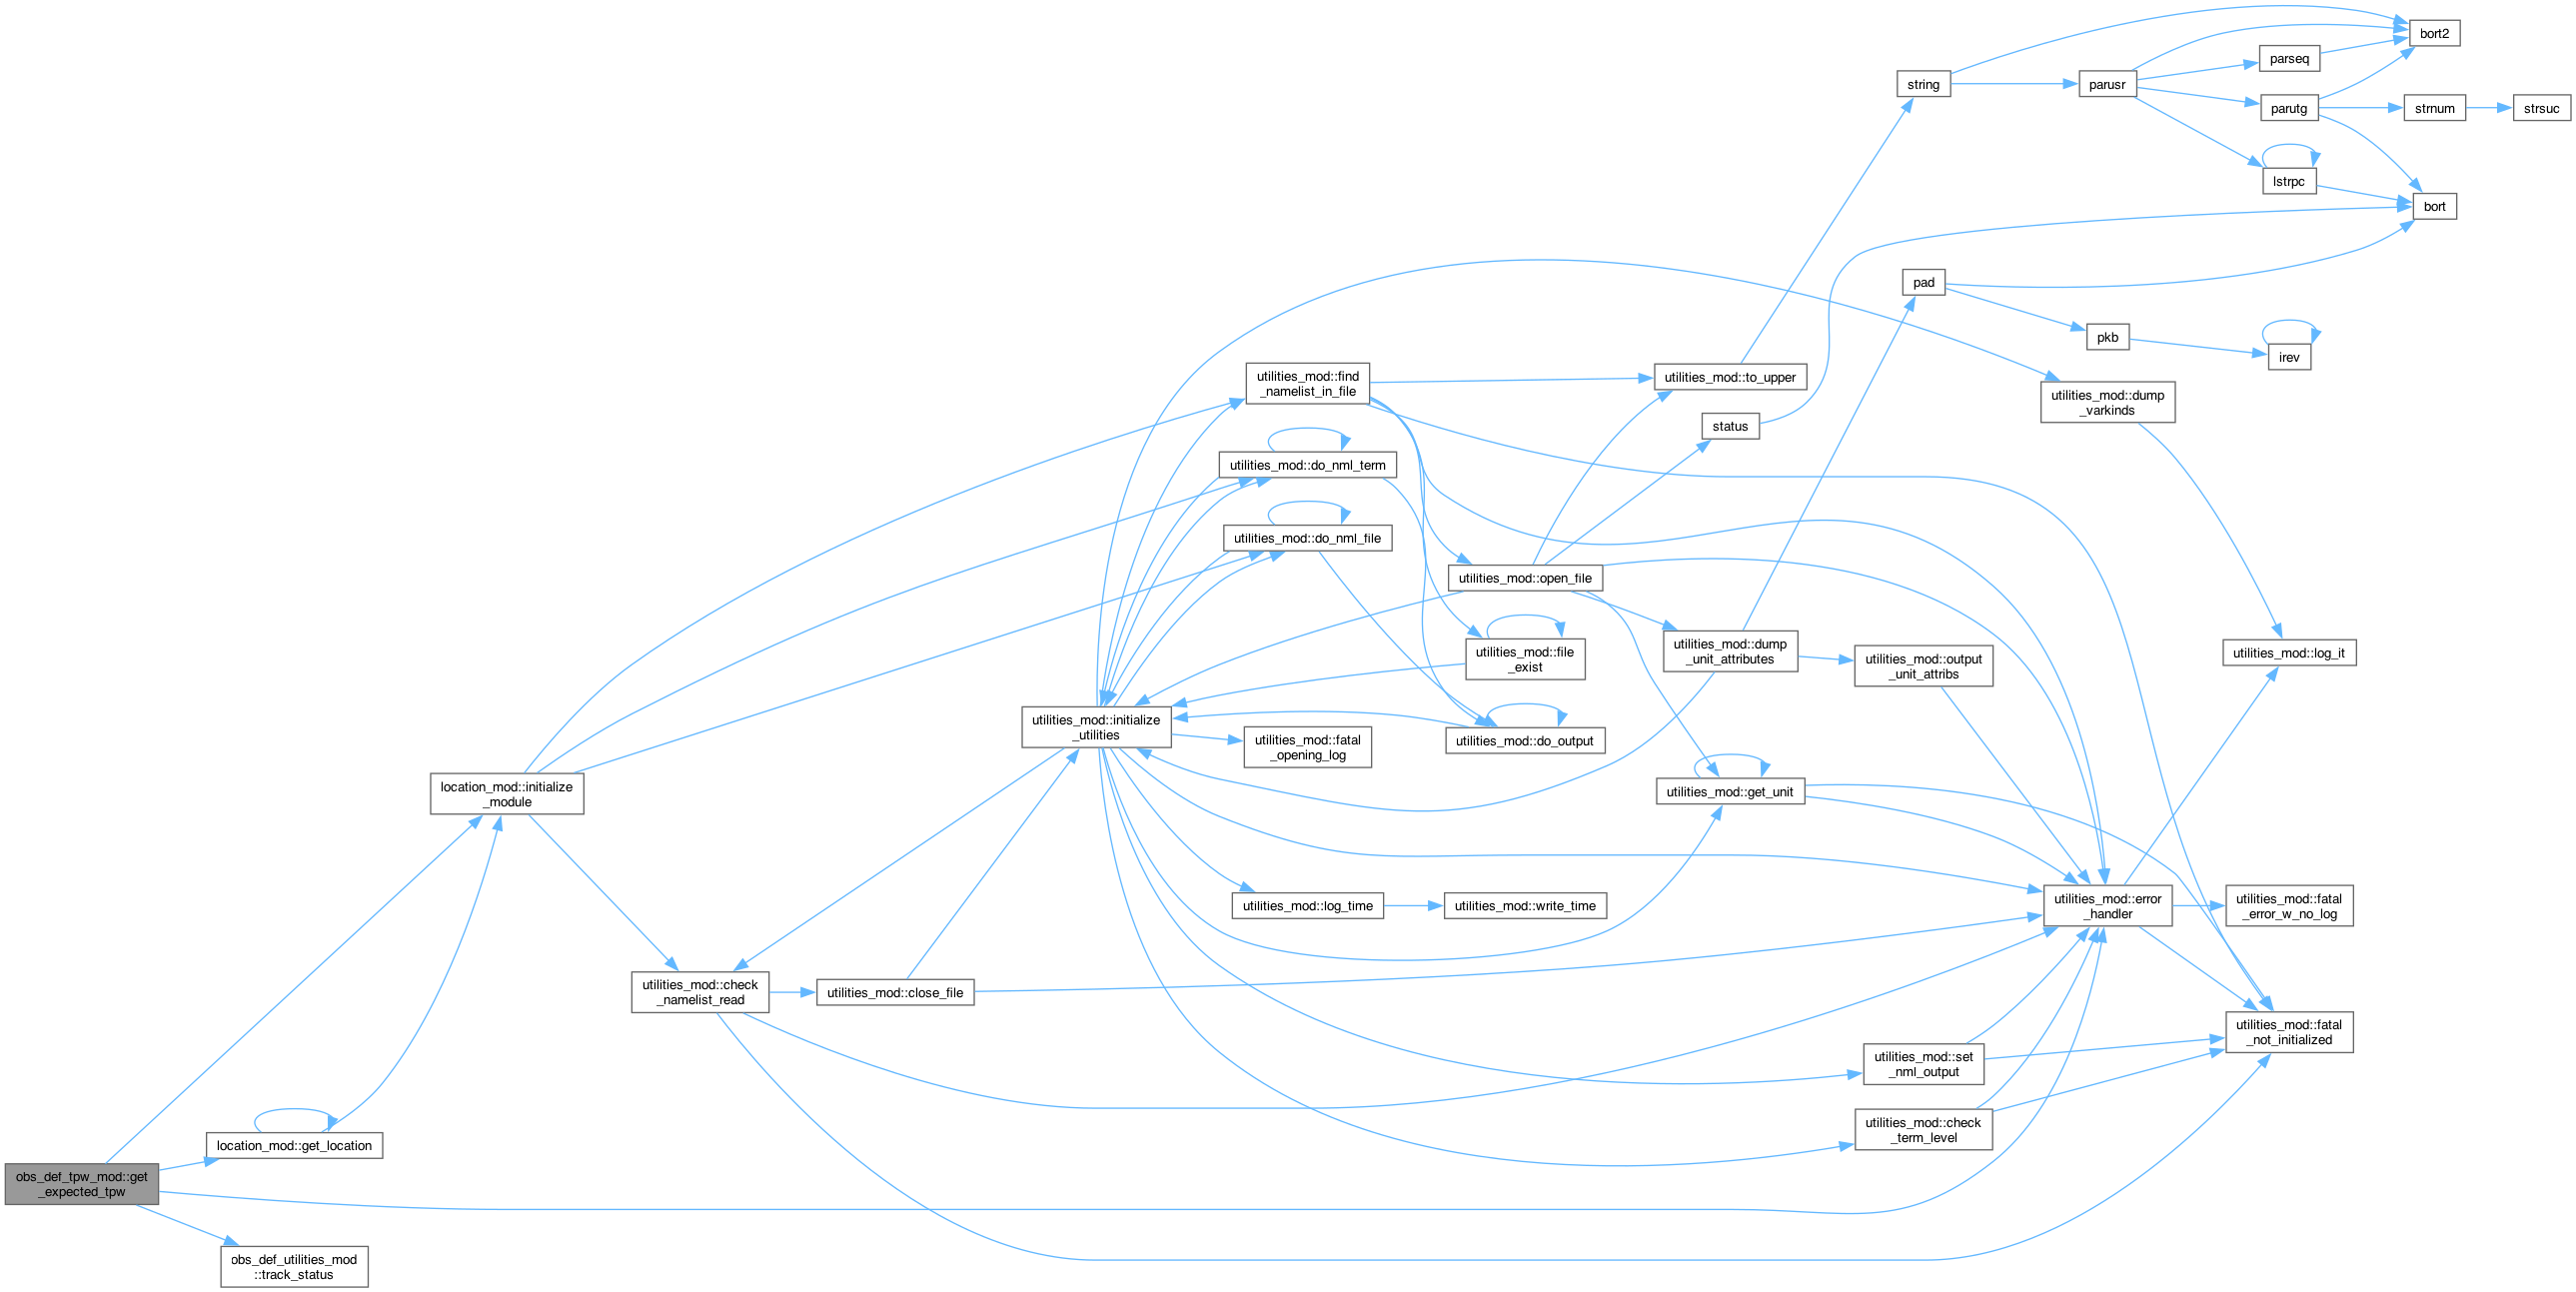 bort2
parseq
string
parusr
parutg
strnum
strsuc
lstrpc
bort
pad
pkb
irev
utilities_mod::find
_namelist_in_file
utilities_mod::to_upper
utilities_mod::dump
_varkinds
status
utilities_mod::do_nml_term
utilities_mod::do_nml_file
utilities_mod::open_file
utilities_mod::file
_exist
utilities_mod::dump
_unit_attributes
utilities_mod::output
_unit_attribs
utilities_mod::log_it
utilities_mod::initialize
_utilities
utilities_mod::fatal
_opening_log
utilities_mod::do_output
location_mod::initialize
_module
utilities_mod::get_unit
utilities_mod::log_time
utilities_mod::write_time
utilities_mod::error
_handler
utilities_mod::fatal
_error_w_no_log
utilities_mod::check
_namelist_read
utilities_mod::close_file
utilities_mod::fatal
_not_initialized
utilities_mod::set
_nml_output
utilities_mod::check
_term_level
location_mod::get_location
obs_def_tpw_mod::get
_expected_tpw
obs_def_utilities_mod
::track_status